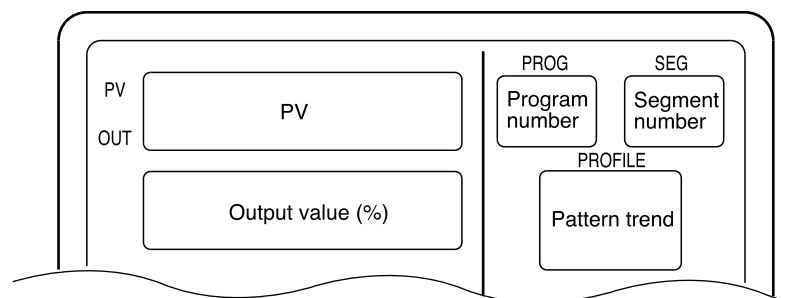 PV
OUT
PV
Output value (%)
PROG
SEG
Program
number
Segment
number
PROFILE
Pattern trend